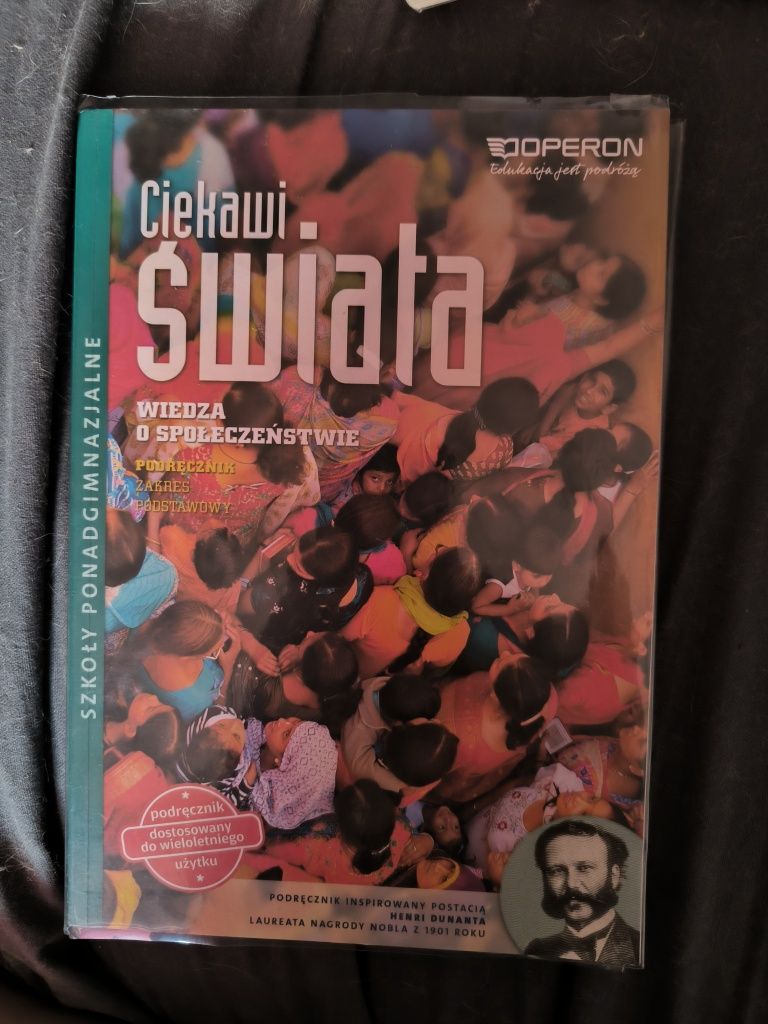 OPERON
Edukacja jest podróżą
Ciekawi
świata
WIEDZA
O SPOŁECZEŃSTWIE
PODRĘCZNIK
ZAKRES
PODSTAWOWY
SZKOŁY PONADGIMNAZJALNE
podręcznik
dostosowany
do wieloletniego
użytku
PODRĘCZNIK INSPIROWANY POSTACIĄ
HENRI DUNANTA
LAUREATA NAGRODY NOBLA Z 1901 ROKU